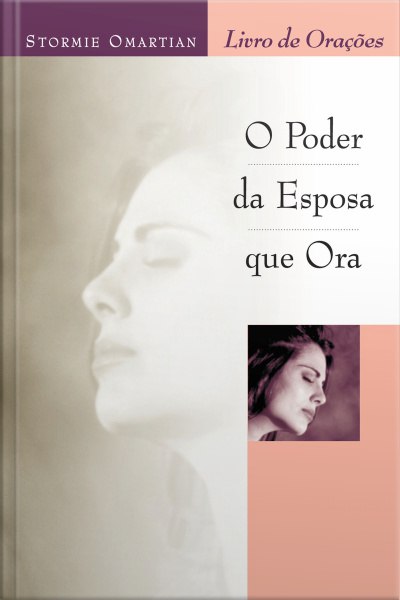 Stormie Omartian
Livro de Orações
O Poder
da Esposa
que Ora